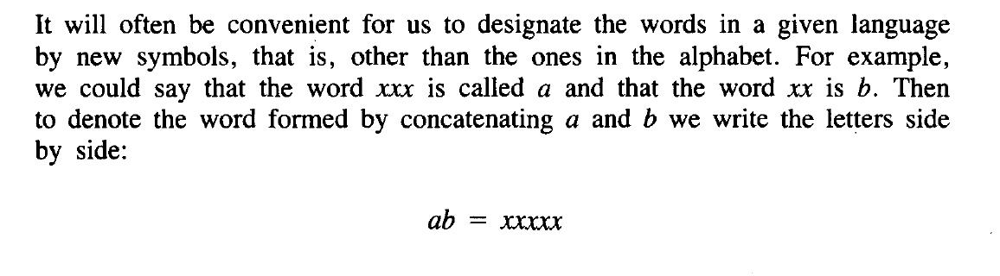 It will often be convenient for us to designate the words in a given language
by new symbols, that is, other than the ones in the alphabet. For example,
we could say that the word xxx is called a and that the word xx is b. Then
to denote the word formed by concatenating a and b we write the letters side
by side:
ab = xxxxx